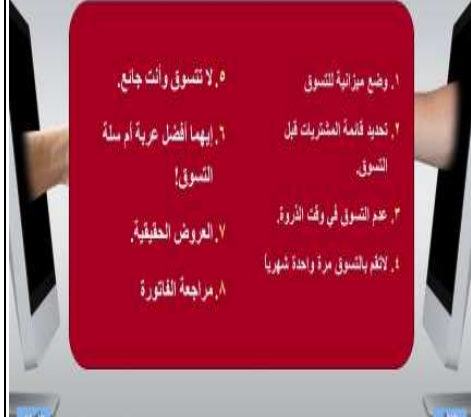 ١. وضع ميزانية للتسوق
٢. تحديد قائمة المشتريات قبل
التسوق.
٣. عدم التسوق في وقت الذروة.
٤. لاتقم بالتسوق مرة واحدة شهريا
٥. لا تتسوق وأنت جائع.
٦. إيهما أفضل عربة أم سلة
التسوق!
٧. العروض الحقيقية.
٨. مراجعة الفاتورة